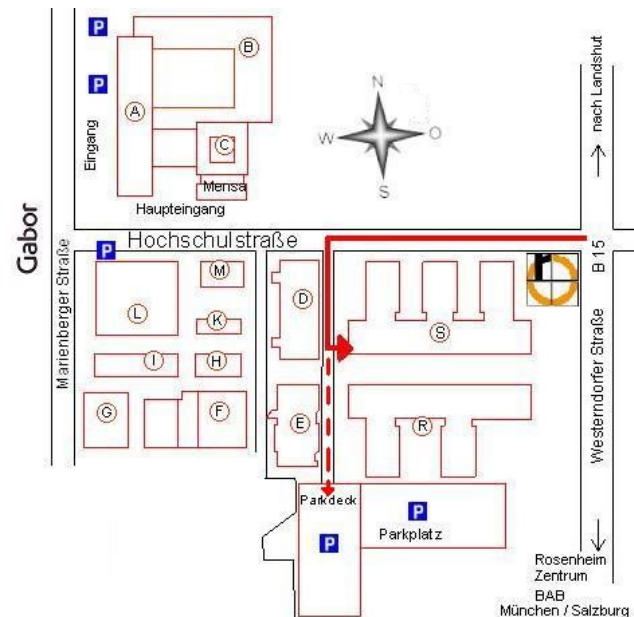 P
B
P
A
N
nach Landshut
C
W
O
S
Eingang
Mensa
Haupteingang
Gabor
Hochschulstraße
P
B 15
Marienberger Straße
M
D
L
K
S
I
H
Westerndorfer Straße
G
F
E
R
Parkdeck
P
P
Parkplatz
Rosenheim
Zentrum
BAB
München / Salzburg